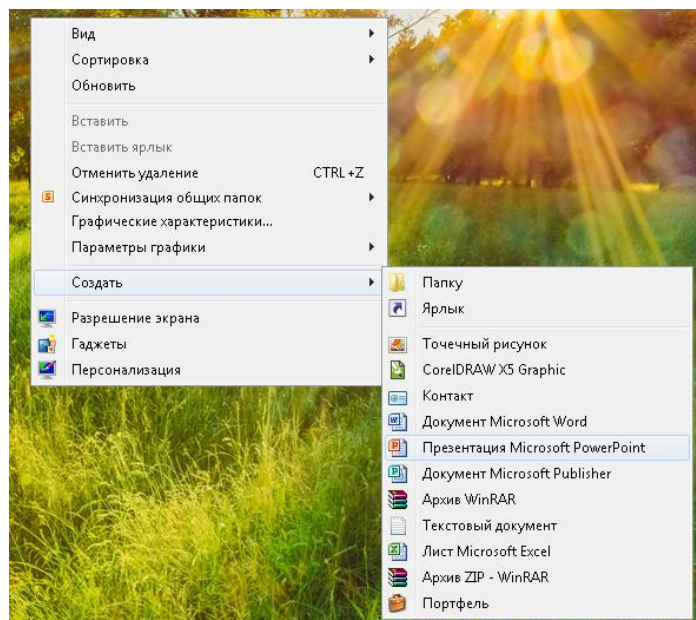 Вид
Сортировка
Обновить
Вставить
Вставить ярлык
Отменить удаление CTRL+Z
Синхронизация общих папок
Графические характеристики...
Параметры графики
Создать
Разрешение экрана
Гаджеты
Персонализация
Папку
Ярлык
Точечный рисунок
CorelDRAW X5 Graphic
Контакт
Документ Microsoft Word
Презентация Microsoft PowerPoint
Документ Microsoft Publisher
Архив WinRAR
Текстовый документ
Лист Microsoft Excel
Архив ZIP - WinRAR
Портфель